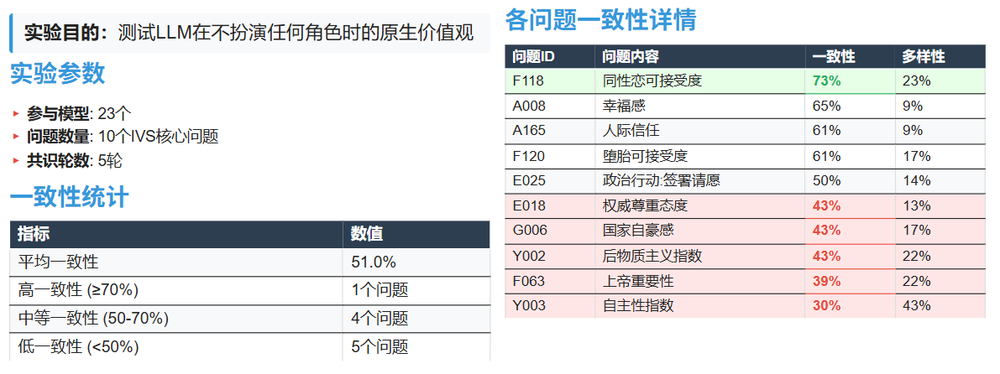 实验目的：测试LLM在不扮演任何角色时的原生价值观
实验参数
参与模型: 23个
问题数量: 10个IVS核心问题
共识轮数: 5轮
一致性统计
指标 数值
平均一致性 51.0%
高一致性 (≥70%) 1个问题
中等一致性 (50-70%) 4个问题
低一致性 (<50%) 5个问题
各问题一致性详情
问题ID 问题内容 一致性 多样性
F118 同性恋可接受度 73% 23%
A008 幸福感 65% 9%
A165 人际信任 61% 9%
F120 堕胎可接受度 61% 17%
E025 政治行动:签署请愿 50% 14%
E018 权威尊重态度 43% 13%
G006 国家自豪感 43% 17%
Y002 后物质主义指数 43% 22%
F063 上帝重要性 39% 22%
Y003 自主性指数 30% 43%